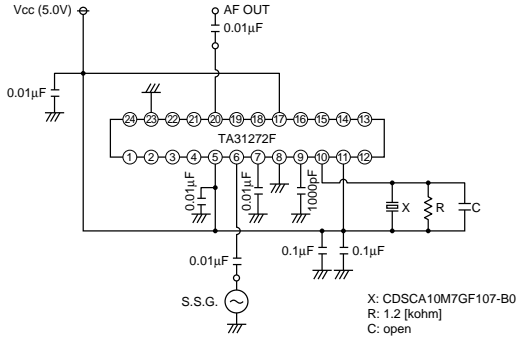 Vcc (5.0V)
AF OUT
0.01μF
0.01μF
24 23 22 21 20 19 18 17 16 15 14 13
TA31272F
1 2 3 4 5 6 7 8 9 10 11 12
0.01μF
0.01μF
1000pF
X
R
C
0.01μF
0.1μF
0.1μF
S.S.G.
X: CDSCA10M7GF107-B0
R: 1.2 [kohm]
C: open